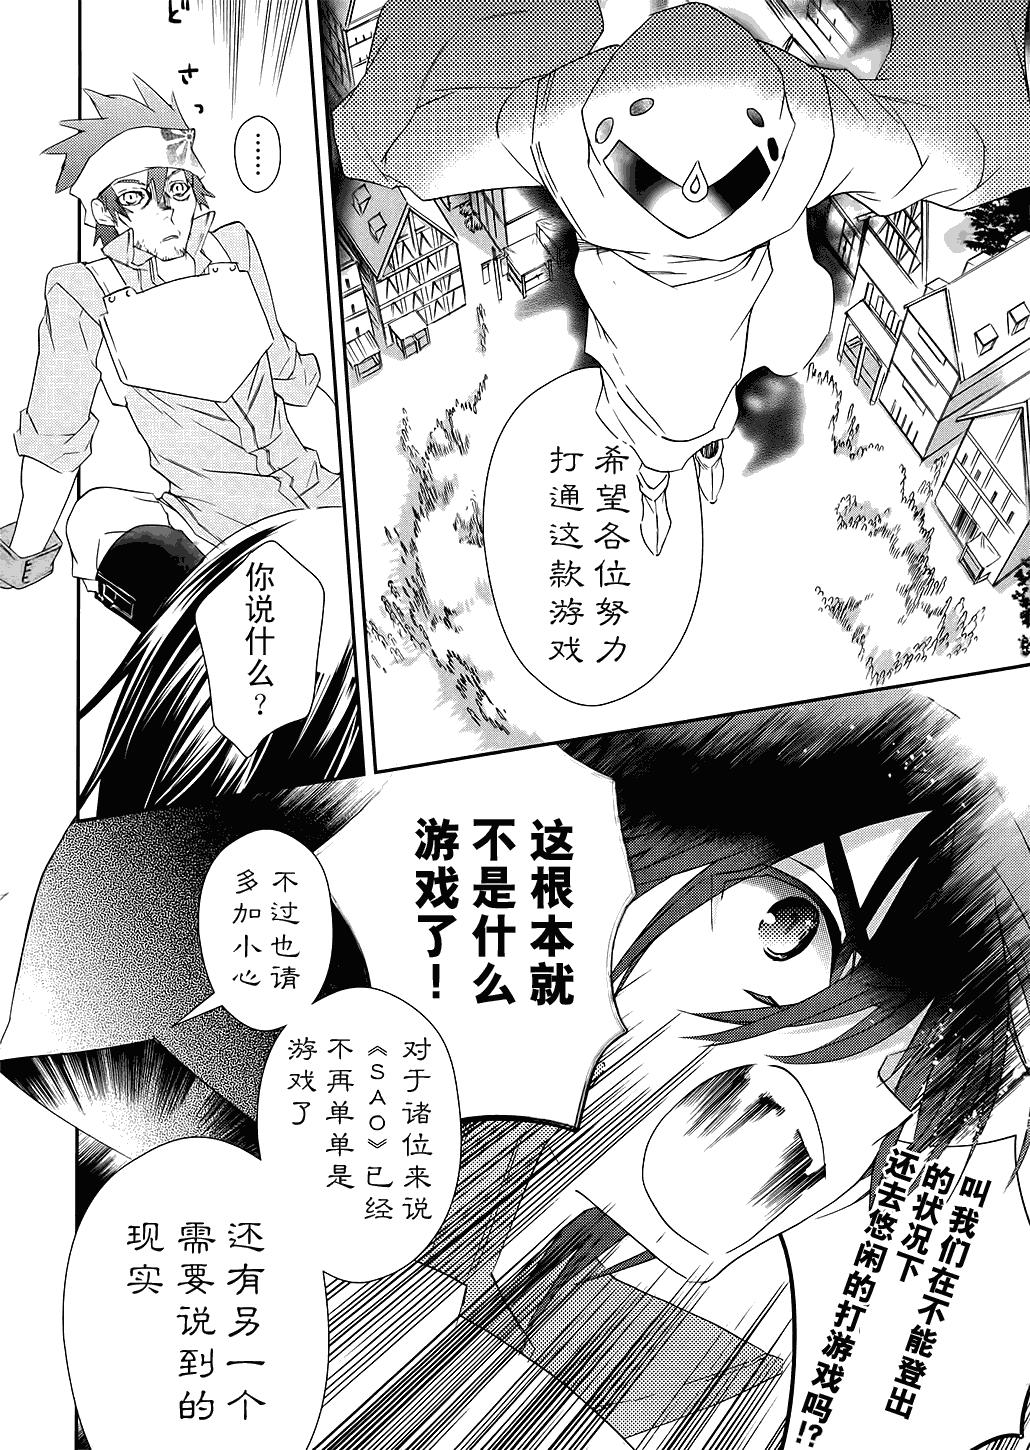 希望各位努力
打通这款游戏
……
どさっ
你说什么？
叫我们在不能登出
的状况下
还去悠闲的打游戏吗!?
这根本就
不是什么
游戏了！
不过也请
多加小心
对于诸位来说
《SAO》已经
不再单单是
游戏了
还有另一个
需要说到的
现实